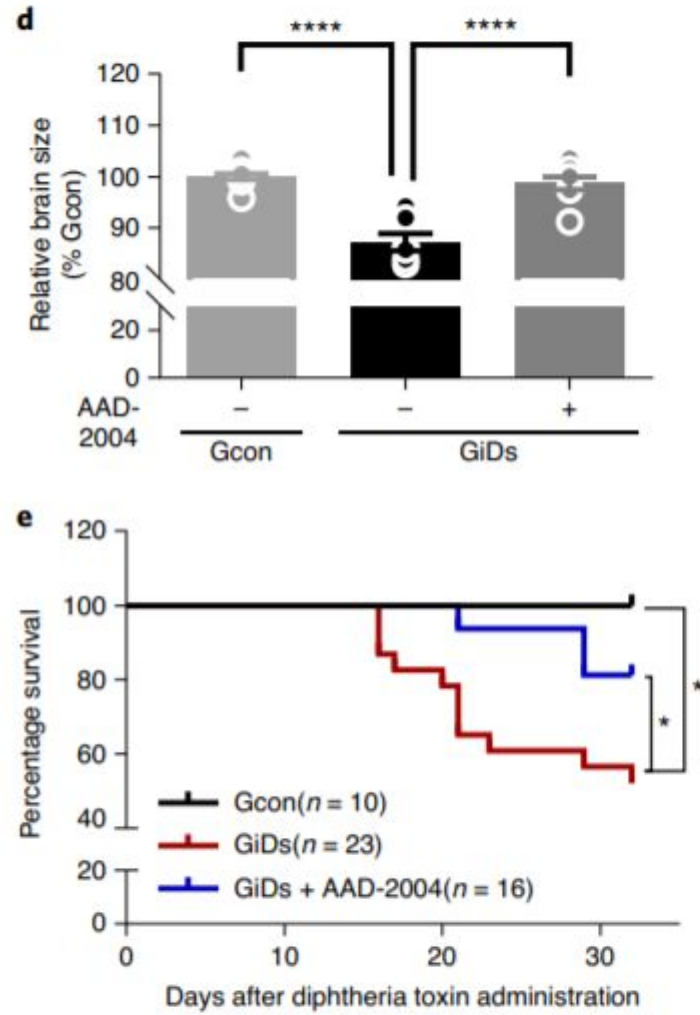 d
**** ****
Relative brain size
(% Gcon)
120
110
100
90
80
20
0
AAD-
2004
– – +
Gcon GiDs
e
Percentage survival
120
100
80
60
40
20
0
*
*
Gcon(n = 10)
GiDs(n = 23)
GiDs + AAD-2004(n = 16)
0 10 20 30
Days after diphtheria toxin administration